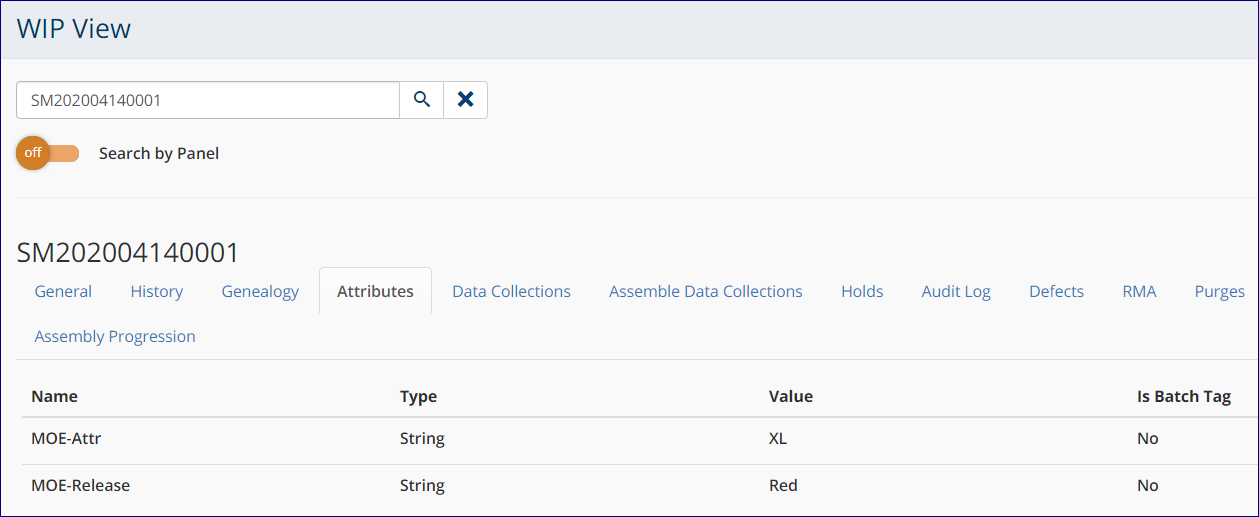 WIP View
SM202004140001
off Search by Panel
SM202004140001
General History Genealogy Attributes Data Collections Assemble Data Collections Holds Audit Log Defects RMA Purges
Assembly Progression
Name Type Value Is Batch Tag
MOE-Attr String XL No
MOE-Release String Red No